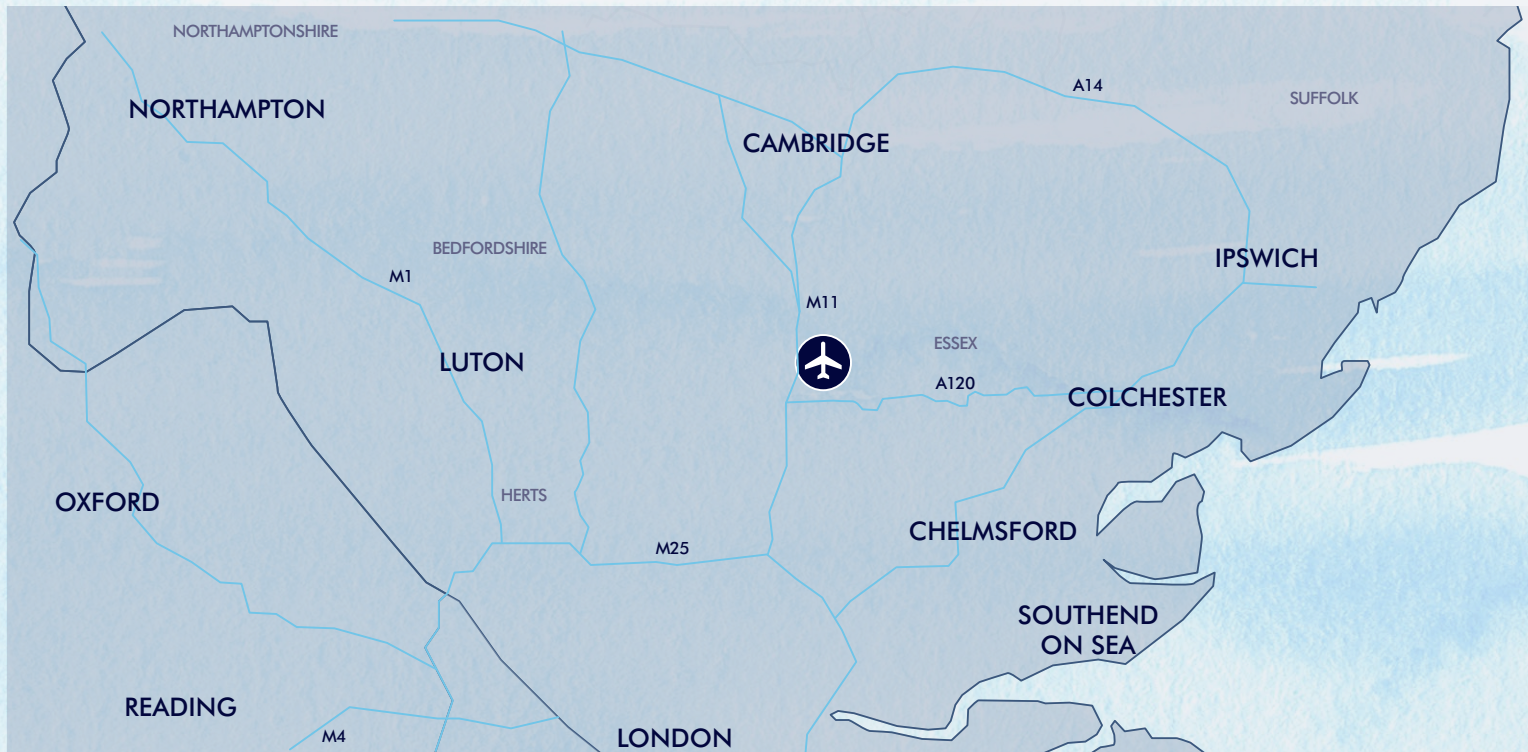 NORTHAMPTONSHIRE
A14
SUFFOLK
NORTHAMPTON
CAMBRIDGE
BEDFORDSHIRE
IPSWICH
M1
M11
ESSEX
LUTON
A120
COLCHESTER
HERTS
OXFORD
CHELMSFORD
M25
SOUTHEND
ON SEA
READING
M4
LONDON